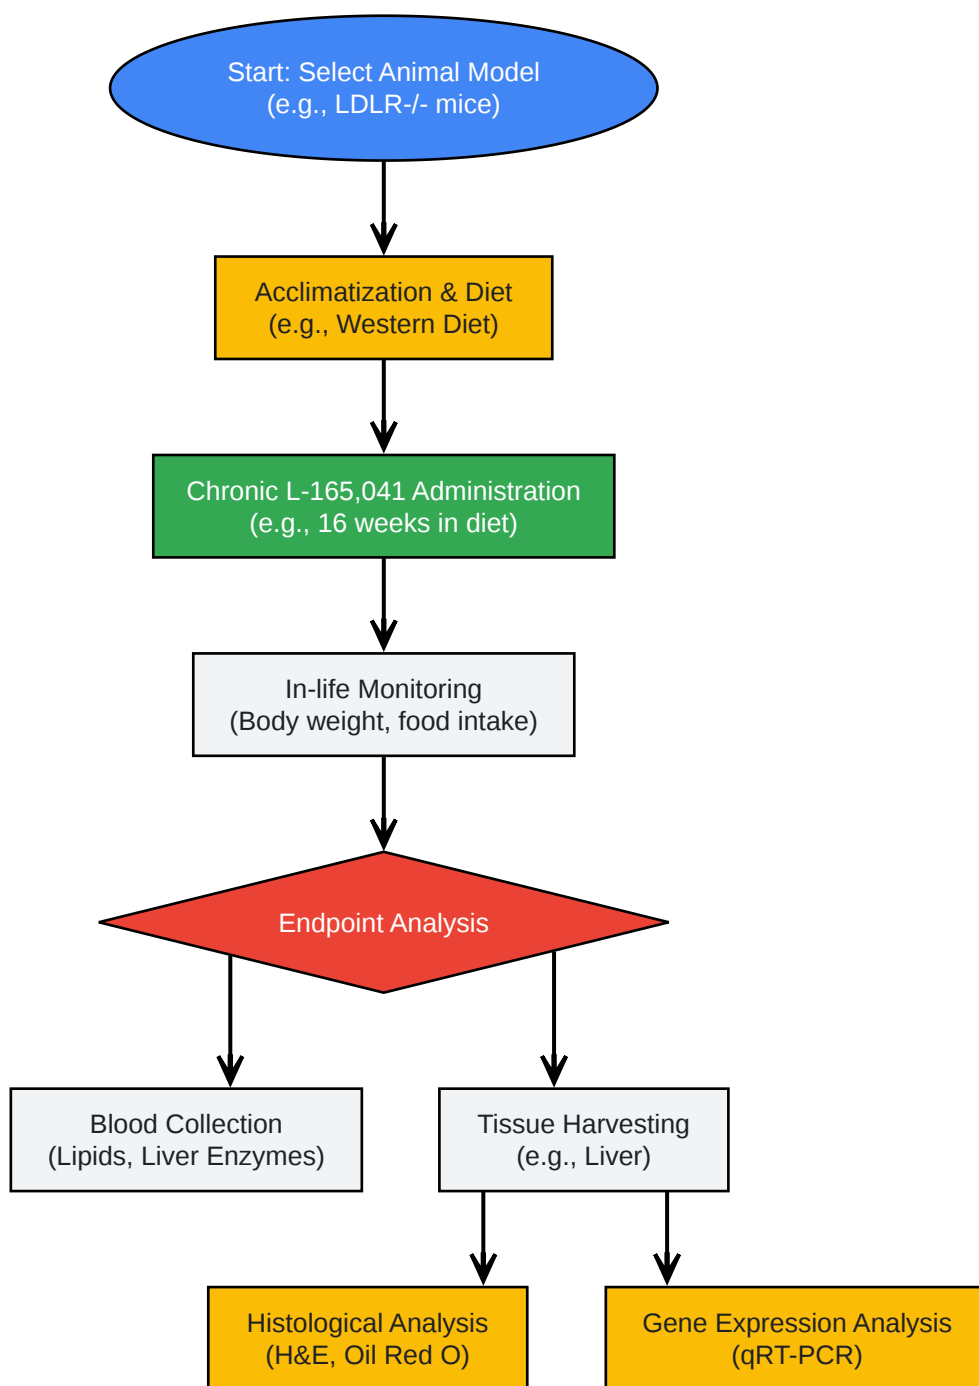 Start: Select Animal Model
(e.g., LDLR-/- mice)
Acclimatization & Diet
(e.g., Western Diet)
Chronic L-165,041 Administration
(e.g., 16 weeks in diet)
In-life Monitoring
(Body weight, food intake)
Endpoint Analysis
Blood Collection
(Lipids, Liver Enzymes)
Tissue Harvesting
(e.g., Liver)
Histological Analysis
(H&E, Oil Red O)
Gene Expression Analysis
(qRT-PCR)